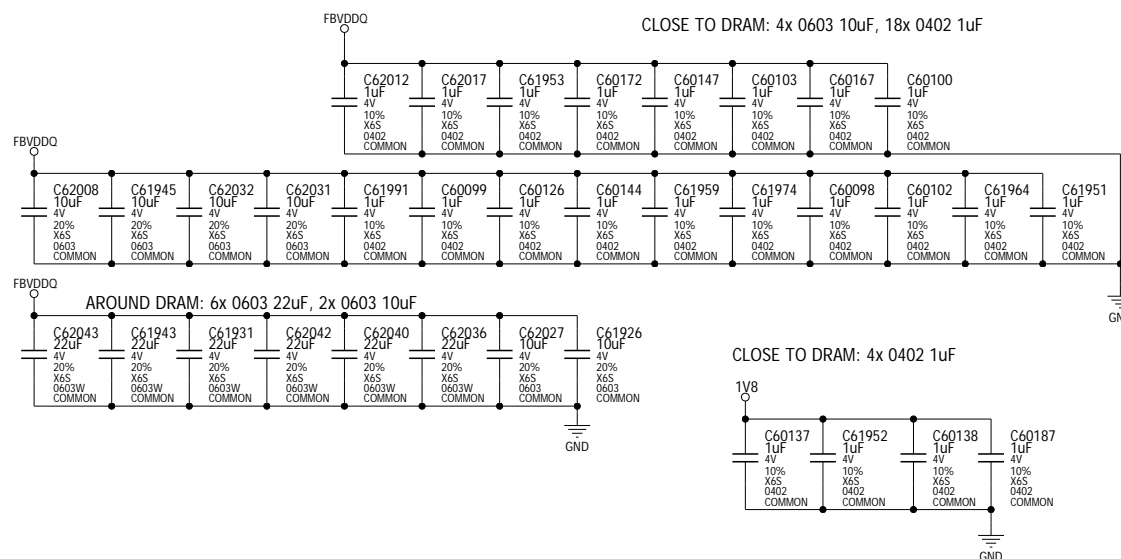 FBVDDQ
CLOSE TO DRAM: 4x 0603 10uF, 18x 0402 1uF
C62012 C62017 C61953 C60172 C60147 C60103 C60167 C60100
1uF 1uF 1uF 1uF 1uF 1uF 1uF 1uF
4V 4V 4V 4V 4V 4V 4V 4V
10% 10% 10% 10% 10% 10% 10% 10%
X6S X6S X6S X6S X6S X6S X6S X6S
0402 0402 0402 0402 0402 0402 0402 0402
COMMON COMMON COMMON COMMON COMMON COMMON COMMON COMMON
FBVDDQ
C62008 C61945 C62032 C62031 C61991 C60099 C60126 C60144 C61959 C61974 C60098 C60102 C61964 C61951
10uF 10uF 10uF 10uF 1uF 1uF 1uF 1uF 1uF 1uF 1uF 1uF 1uF 1uF
4V 4V 4V 4V 4V 4V 4V 4V 4V 4V 4V 4V 4V 4V
20% 20% 20% 20% 10% 10% 10% 10% 10% 10% 10% 10% 10% 10%
X6S X6S X6S X6S X6S X6S X6S X6S X6S X6S X6S X6S X6S X6S
0603 0603 0603 0603 0402 0402 0402 0402 0402 0402 0402 0402 0402 0402
COMMON COMMON COMMON COMMON COMMON COMMON COMMON COMMON COMMON COMMON COMMON COMMON COMMON COMMON
GN
FBVDDQ
AROUND DRAM: 6x 0603 22uF, 2x 0603 10uF
C62043 C61943 C61931 C62042 C62040 C62036 C62027 C61926
22uF 22uF 22uF 22uF 22uF 22uF 10uF 10uF
4V 4V 4V 4V 4V 4V 4V 4V
20% 20% 20% 20% 20% 20% 20% 20%
X6S X6S X6S X6S X6S X6S X6S X6S
0603W 0603W 0603W 0603W 0603W 0603W 0603 0603
COMMON COMMON COMMON COMMON COMMON COMMON COMMON COMMON
GND
CLOSE TO DRAM: 4x 0402 1uF
1V8
C60137 C61952 C60138 C60187
1uF 1uF 1uF 1uF
4V 4V 4V 4V
10% 10% 10% 10%
X6S X6S X6S X6S
0402 0402 0402 0402
COMMON COMMON COMMON COMMON
GND